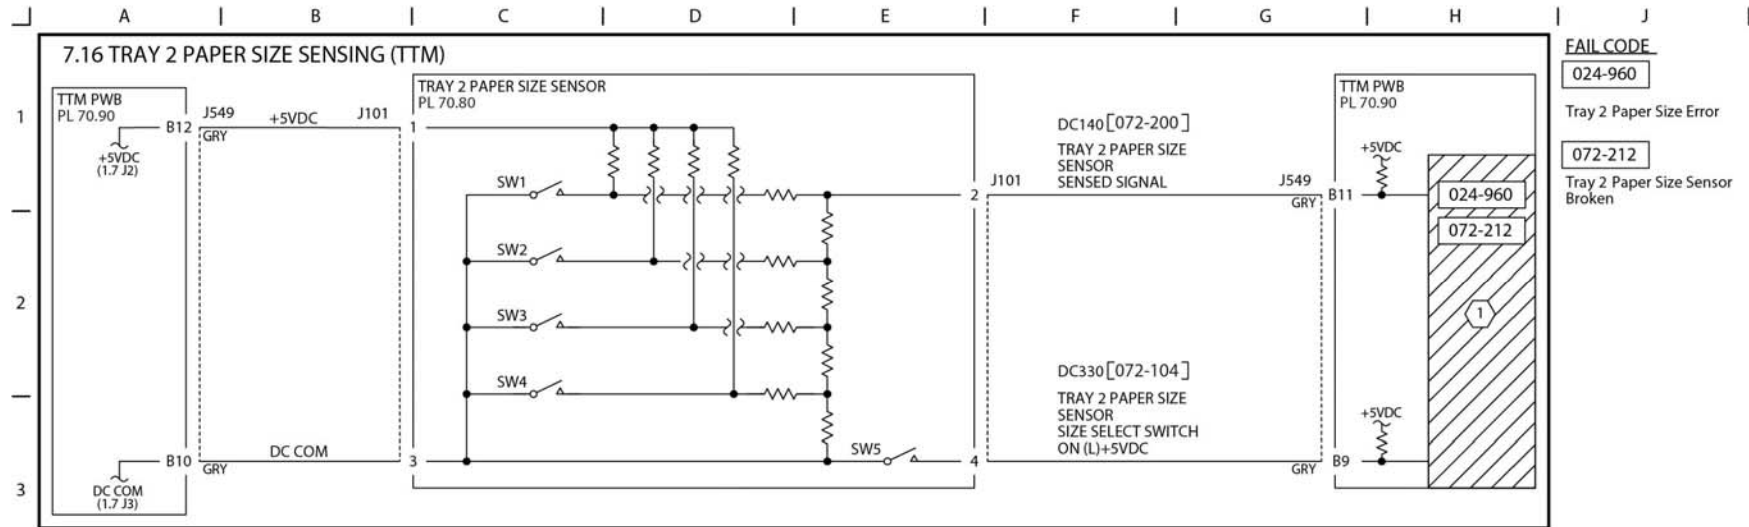 A B C D E F G H J
7.16 TRAY 2 PAPER SIZE SENSING (TTM)
FAIL CODE
024-960
Tray 2 Paper Size Error
072-212
Tray 2 Paper Size Sensor
Broken
1
2
3
TTM PWB
PL 70.90
B12
+5VDC
(1.7 J2)
B10
DC COM
(1.7 J3)
J549
GRY
+5VDC
J101
GRY
DC COM
TRAY 2 PAPER SIZE SENSOR
PL 70.80
1
SW1
SW2
SW3
SW4
SW5
2
3
4
J101
DC140 [072-200]
TRAY 2 PAPER SIZE
SENSOR
SENSED SIGNAL
J549
GRY
DC330 [072-104]
TRAY 2 PAPER SIZE
SENSOR
SIZE SELECT SWITCH
ON (L)+5VDC
GRY
TTM PWB
PL 70.90
+5VDC
B11
024-960
072-212
1
+5VDC
B9